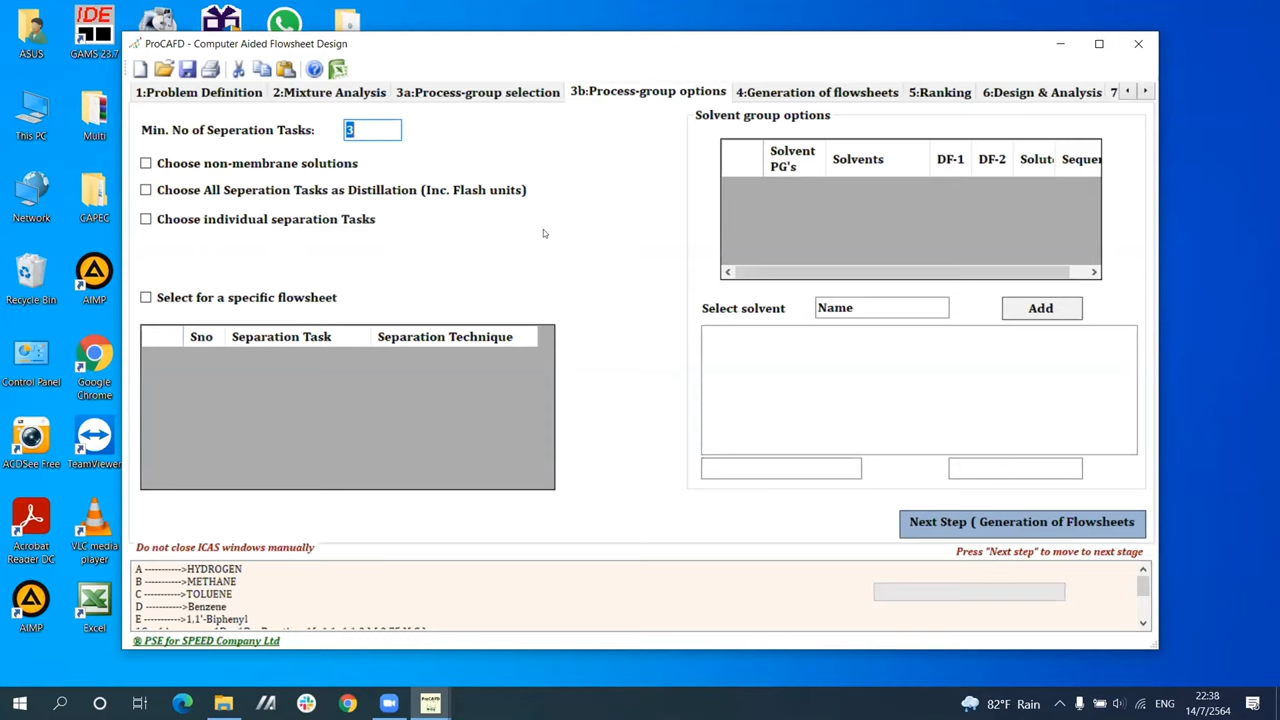 ASUS
GAMS 23.7
IDE
ProCAFD - Computer Aided Flowsheet Design
1:Problem Definition
2:Mixture Analysis
3a:Process-group selection
3b:Process-group options
4:Generation of flowsheets
5:Ranking
6:Design & Analysis
7
Min. No of Seperation Tasks:
3
Choose non-membrane solutions
Choose All Seperation Tasks as Distillation (Inc. Flash units)
Choose individual separation Tasks
Select for a specific flowsheet
Sno
Separation Task
Separation Technique
Solvent group options
Solvent PG's
Solvents
DF-1
DF-2
Solut
Sequer
Select solvent
Name
Add
Next Step ( Generation of Flowsheets
Do not close ICAS windows manually
Press "Next step" to move to next stage
A ----------->HYDROGEN
B ----------->METHANE
C ----------->TOLUENE
D ----------->Benzene
E ----------->1,1'-Biphenyl
® PSE for SPEED Company Ltd
This PC
Multi
Network
CAPEC
Recycle Bin
AIMP
Control Panel
Google Chrome
ACDSee Free
TeamViewer
Acrobat Reader DC
VLC media player
AIMP
Excel
82°F Rain
ENG
22:38
14/7/2564